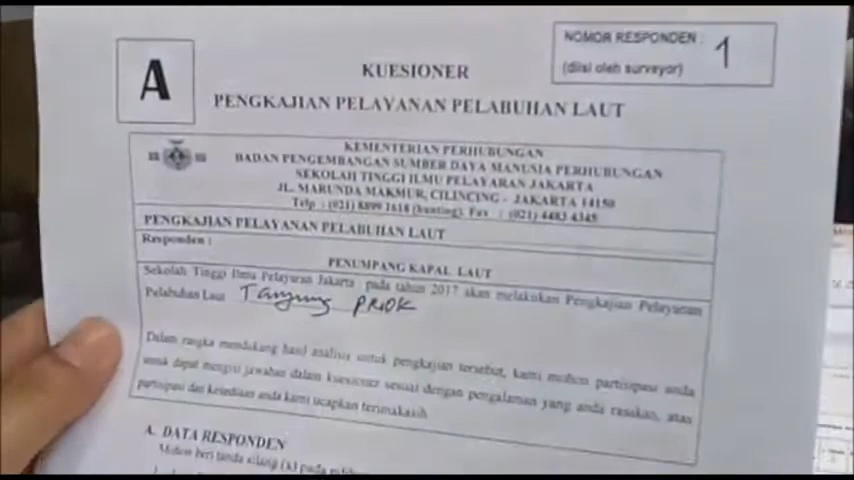 A
NOMOR RESPONDEN : 1
(diisi oleh surveyor)
KUESIONER
PENGKAJIAN PELAYANAN PELABUHAN LAUT
KEMENTERIAN PERHUBUNGAN
BADAN PENGEMBANGAN SUMBER DAYA MANUSIA PERHUBUNGAN
SEKOLAH TINGGI ILMU PELAYARAN JAKARTA
JL. MARUNDA MAKMUR, CILINCING - JAKARTA 14150
Telp : (021) 8899 1618 (hunting). Fax : (021) 4483 4345
PENGKAJIAN PELAYANAN PELABUHAN LAUT
Responden :
PENUMPANG KAPAL LAUT
Sekolah Tinggi Ilmu Pelayaran Jakarta pada tahun 2017 akan melakukan Pengkajian Pelayanan
Pelabuhan Laut Tanjung PRIOK
Dalam rangka mendukung hasil analisis untuk pengkajian tersebut, kami mohon partisipasi anda
untuk dapat mengisi jawaban dalam kuesioner sesuai dengan pengalaman yang anda rasakan, atas
partisipasi dan kesediaan anda kami ucapkan terimakasih
A. DATA RESPONDEN
Mohon beri tanda silang (x) pada